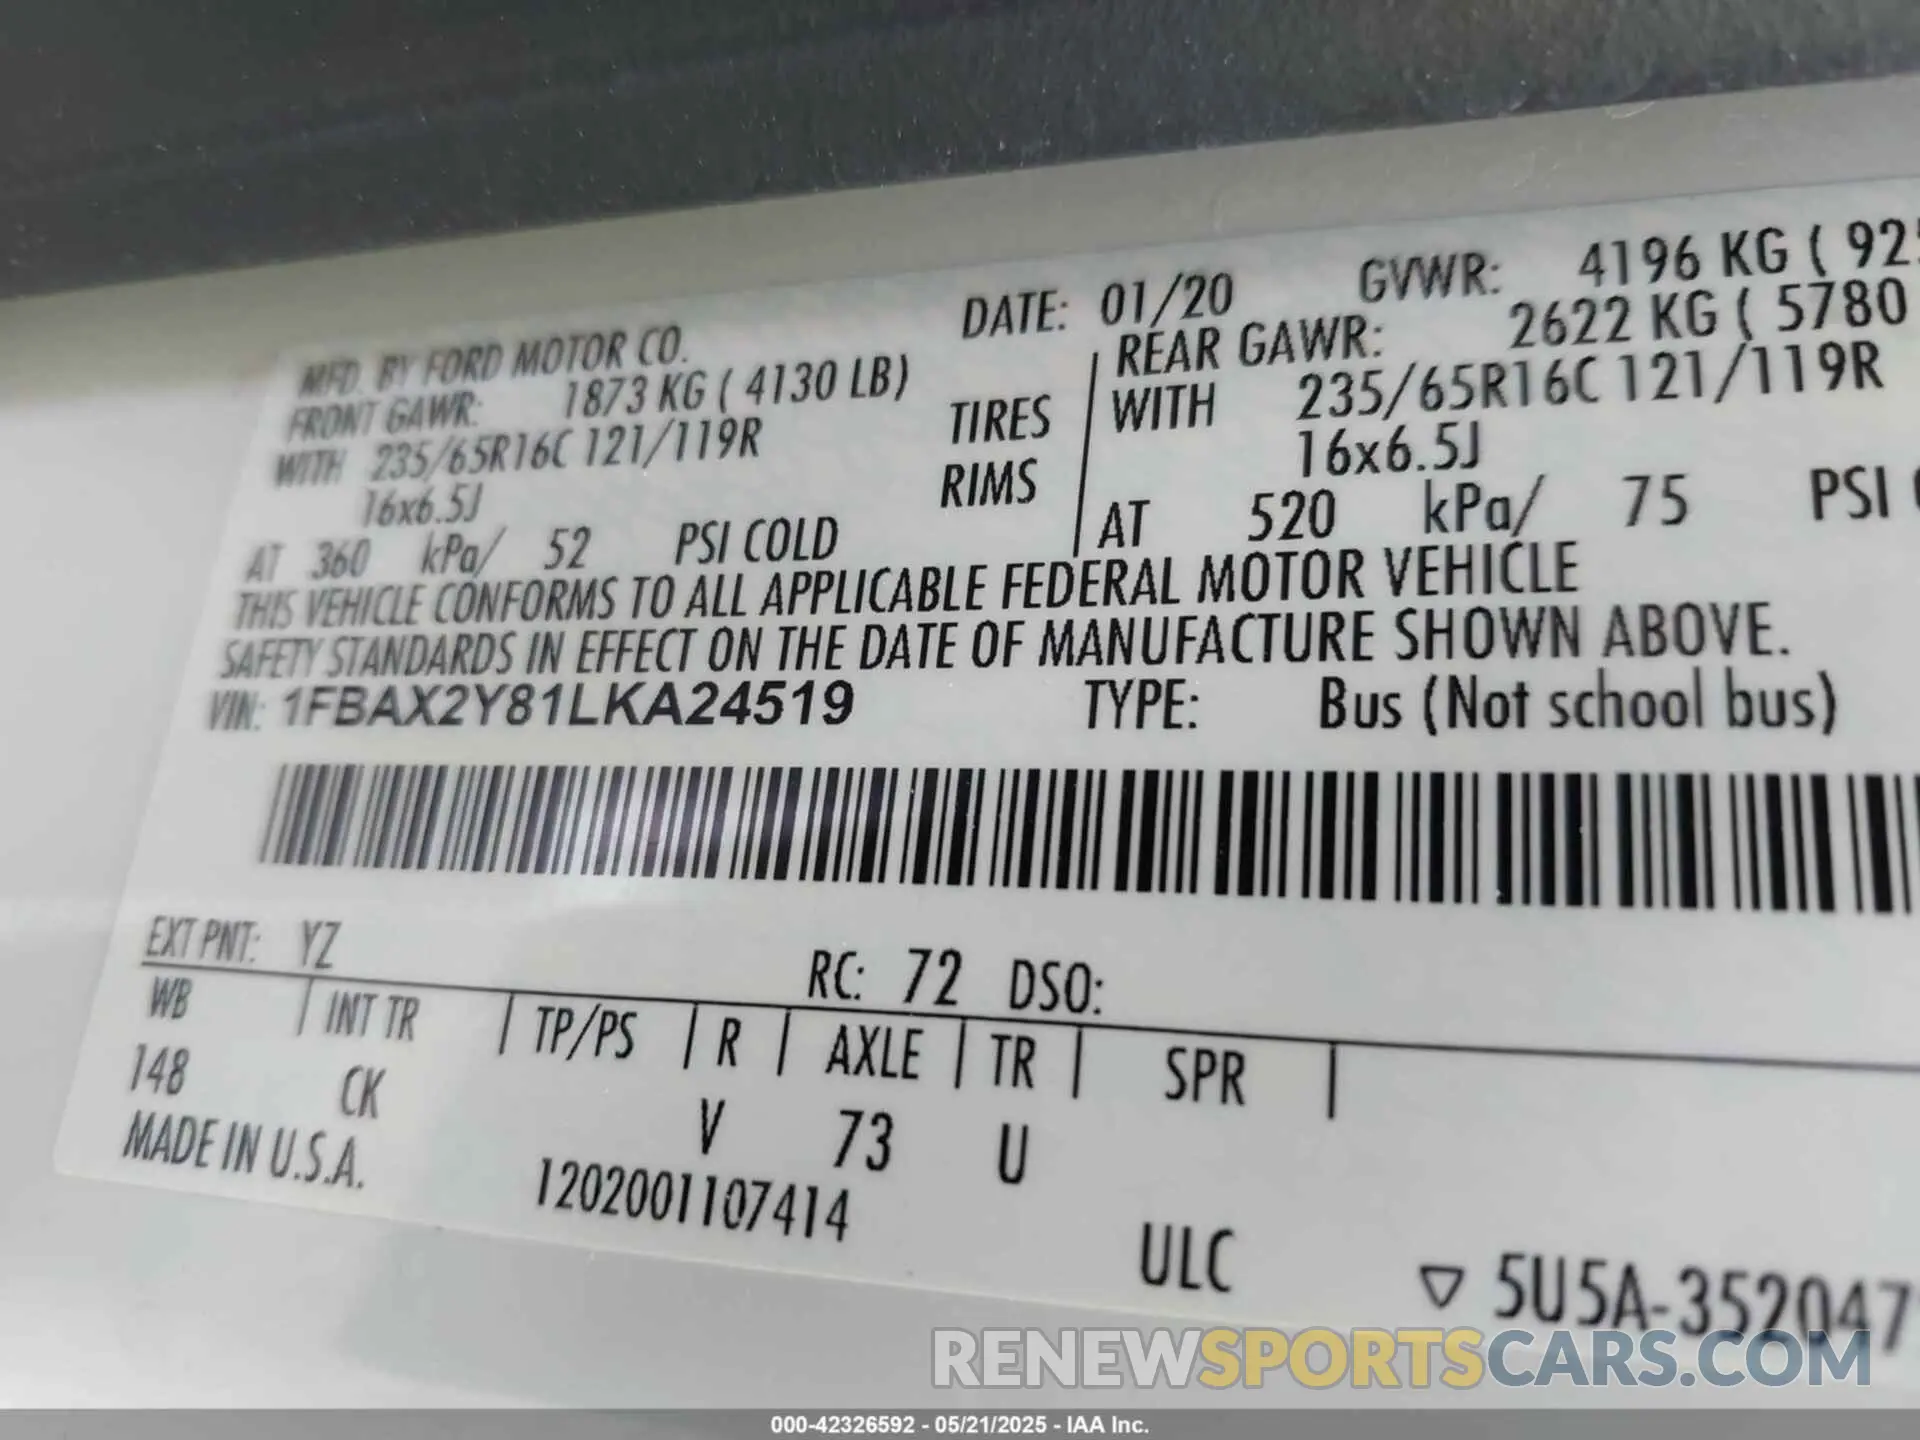 MFD. BY FORD MOTOR CO.
DATE: 01/20
GVWR: 4196 KG ( 92
FRONT GAWR: 1873 KG ( 4130 LB)
REAR GAWR: 2622 KG ( 5780
WITH 235/65R16C 121/119R
TIRES
WITH 235/65R16C 121/119R
16x6.5J
RIMS
16x6.5J
AT 360 kPa/ 52 PSI COLD
AT 520 kPa/ 75 PSI
THIS VEHICLE CONFORMS TO ALL APPLICABLE FEDERAL MOTOR VEHICLE
SAFETY STANDARDS IN EFFECT ON THE DATE OF MANUFACTURE SHOWN ABOVE.
VIN: 1FBAX2Y81LKA24519
TYPE: Bus (Not school bus)
EXT PNT: YZ
RC: 72 DSO:
WB | INT TR | TP/PS | R | AXLE | TR | SPR |
148 CK V 73 U
MADE IN U.S.A.
1202001107414
ULC
▽ 5U5A-352047
RENEWSPORTSCARS.COM
000-42326592 - 05/21/2025 - IAA Inc.